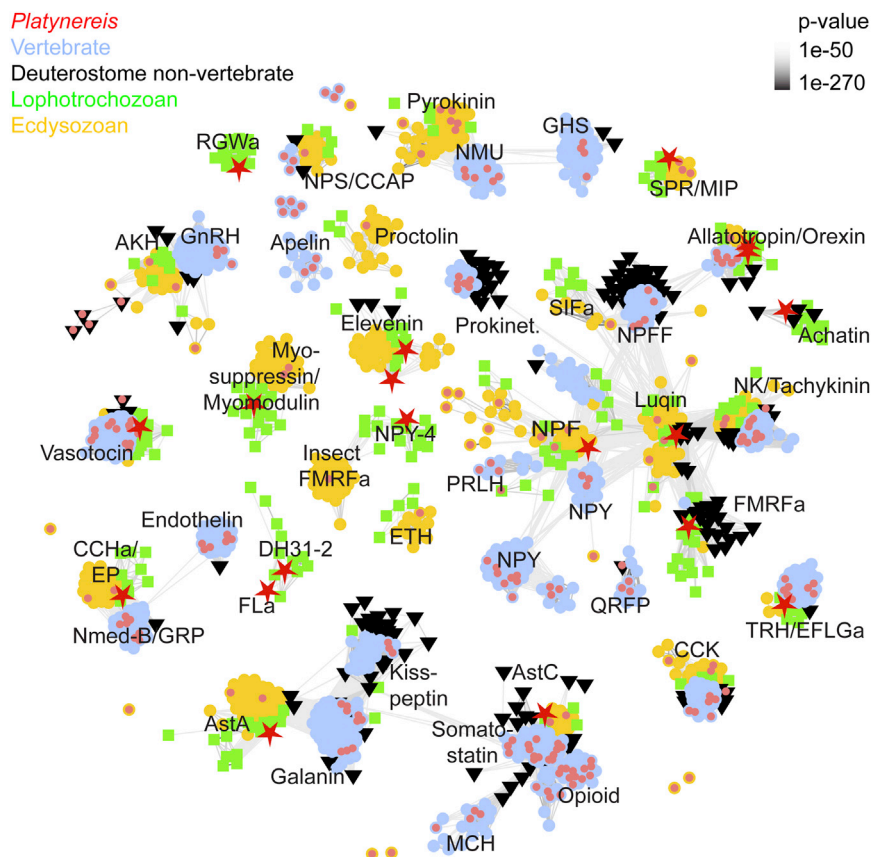 Platynereis
Vertebrate
Deuterostome non-vertebrate
Lophotrochozoan
Ecdysozoan
p-value
1e-50
1e-270
Pyrokinin
GHS
RGWa
NMU
NPS/CCAP
SPR/MIP
AKH
GnRH
Apelin
Proctolin
Allatotropin/Orexin
Prokinet.
SIFa
NPFF
Achatin
Elevenin
Myo-
suppressin/
Myomodulin
Luqin
NK/Tachykinin
Vasotocin
NPY-4
NPF
Insect
FMRFa
PRLH
NPY
FMRFa
Endothelin
ETH
CCHa/
EP
DH31-2
NPY
FLa
QRFP
Nmed-B/GRP
TRH/EFLGa
Kiss-
peptin
AstC
CCK
AstA
Somato-
statin
Galanin
Opioid
MCH